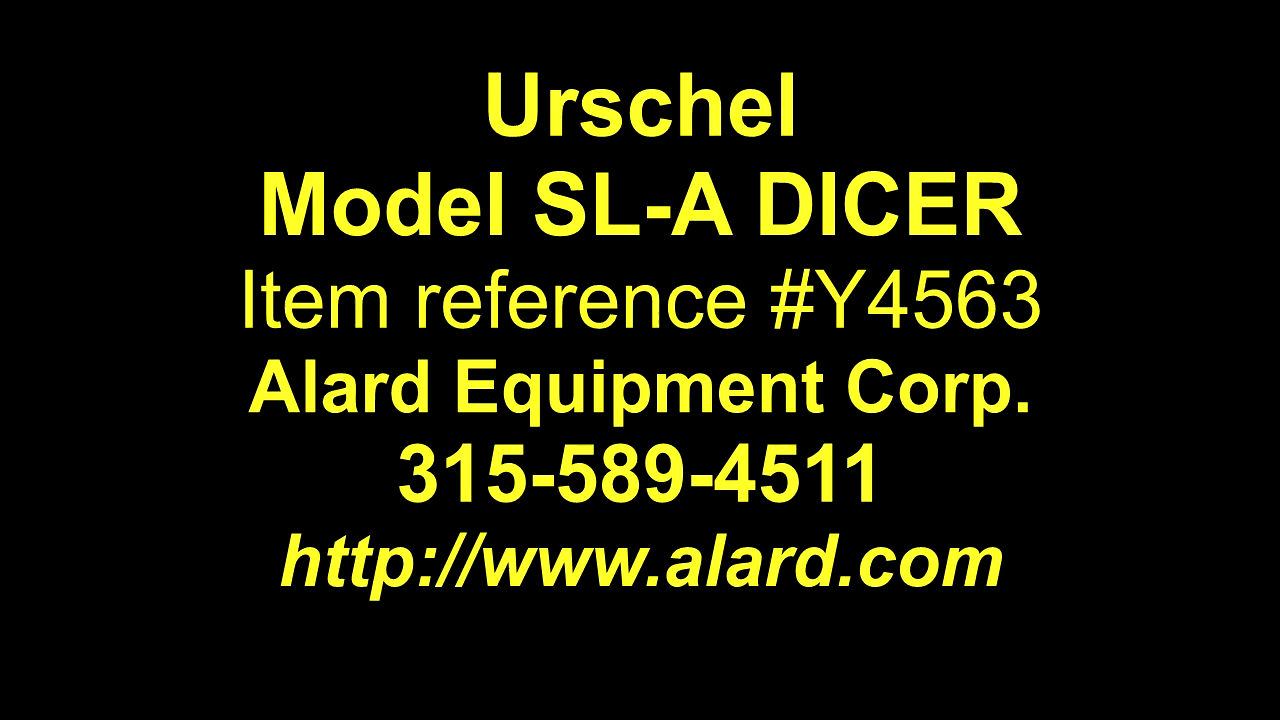 Urschel
Model SL-A DICER
Item reference #Y4563
Alard Equipment Corp.
315-589-4511
http://www.alard.com